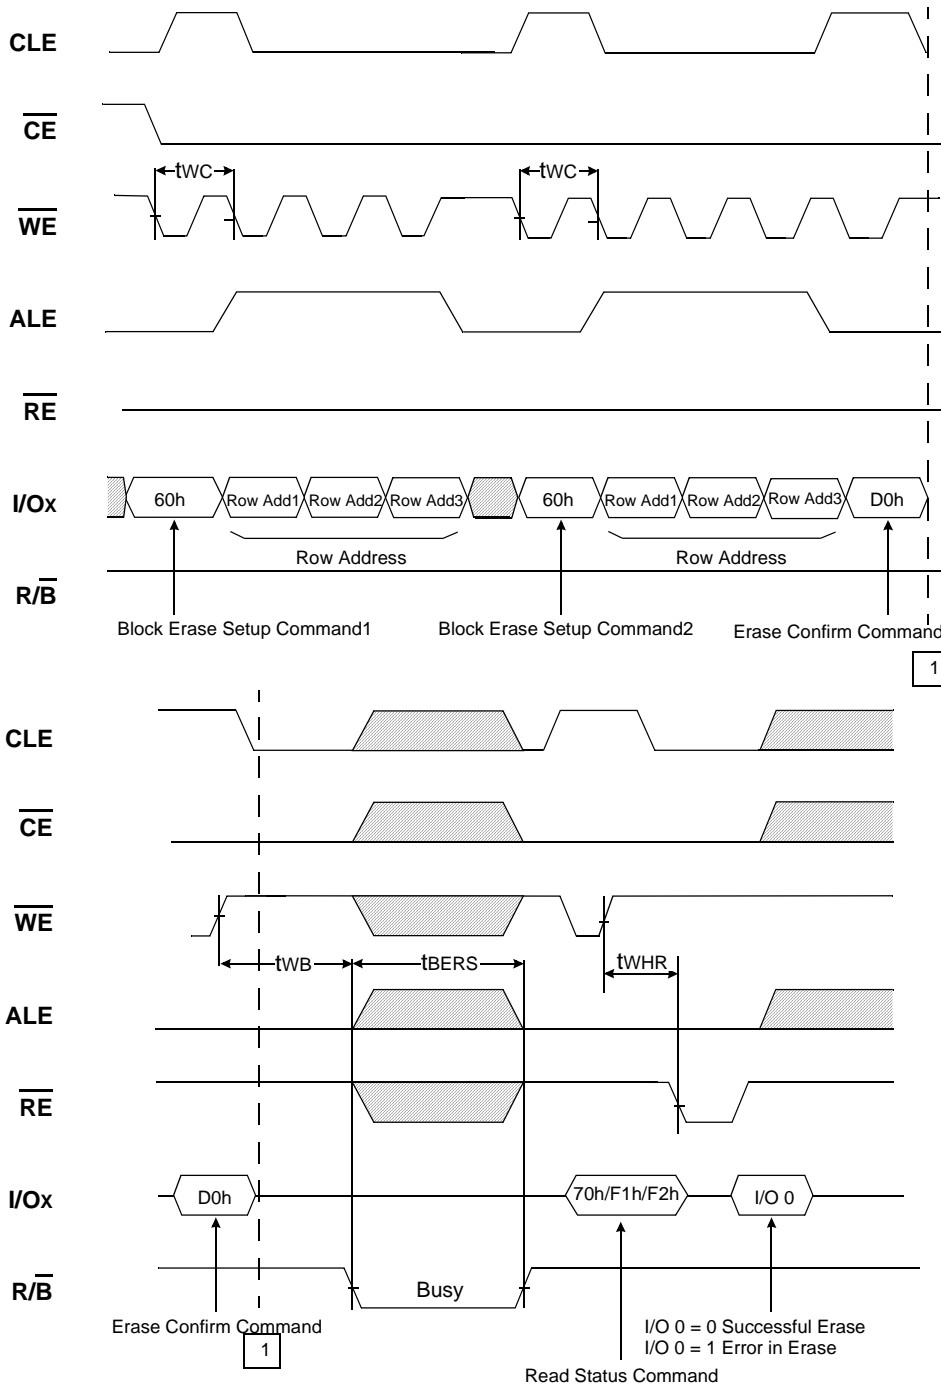 CLE
CE
tWC tWC
WE
ALE
RE
I/Ox 60h Row Add1 Row Add2 Row Add3 60h Row Add1 Row Add2 Row Add3 D0h
Row Address Row Address
R/B
Block Erase Setup Command1 Block Erase Setup Command2 Erase Confirm Command
1
CLE
CE
WE
tWB tBERS tWHR
ALE
RE
I/Ox D0h 70h/F1h/F2h I/O 0
R/B Busy
Erase Confirm Command I/O 0 = 0 Successful Erase
1 I/O 0 = 1 Error in Erase
Read Status Command